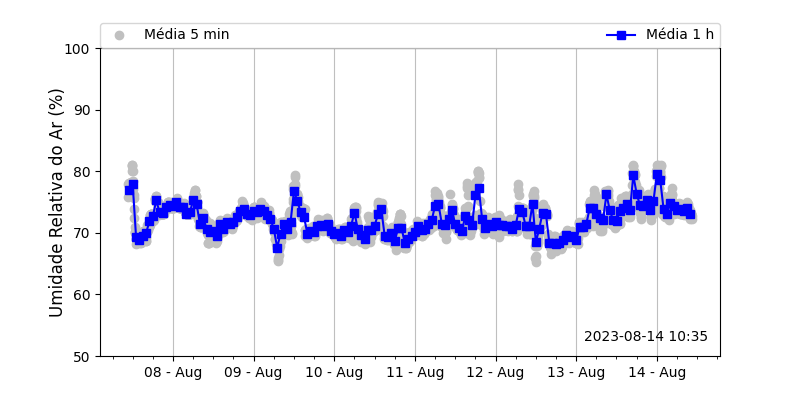 Média 5 min
Média 1 h
Umidade Relativa do Ar (%)
100
90
80
70
60
50
2023-08-14 10:35
08 - Aug
09 - Aug
10 - Aug
11 - Aug
12 - Aug
13 - Aug
14 - Aug